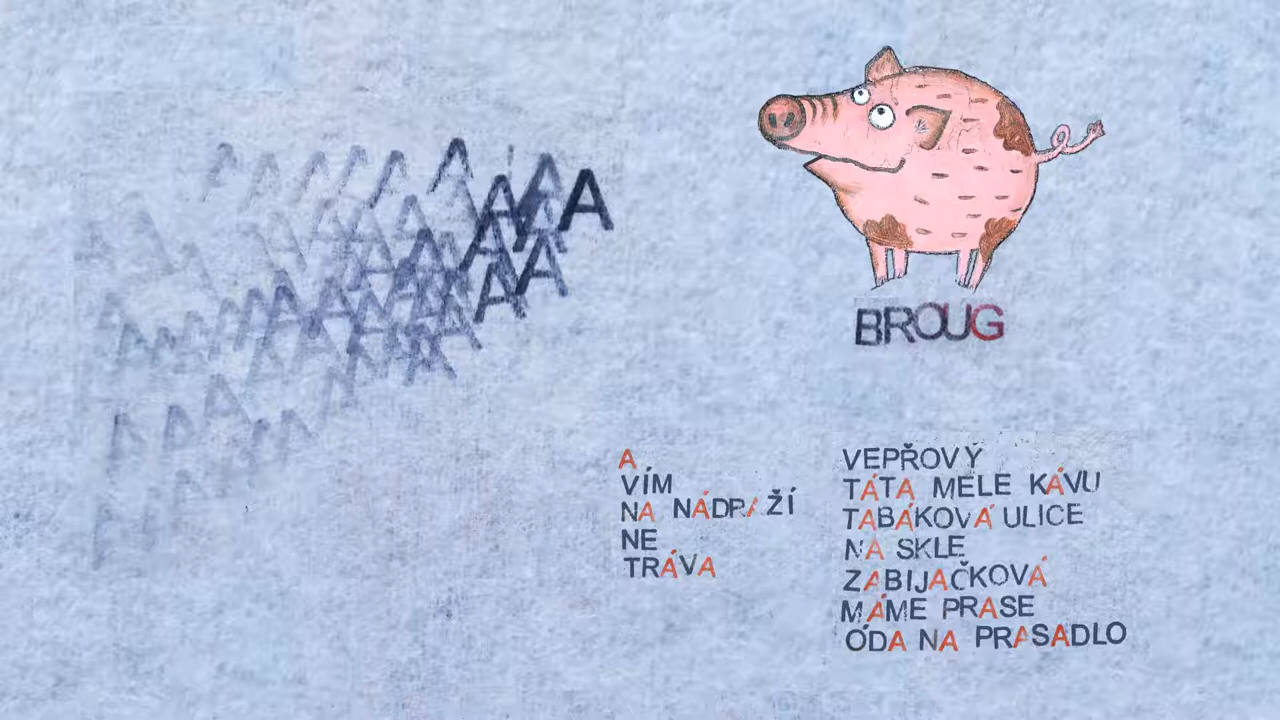 BROUG
A
VÍM
NA NÁDRAŽÍ
NE
TRÁVA
VEPŘOVÝ
TÁTA MELE KÁVU
TABÁKOVÁ ULICE
NA SKLE
ZABIJAČKOVÁ
MÁME PRASE
ÓDA NA PRASADLO